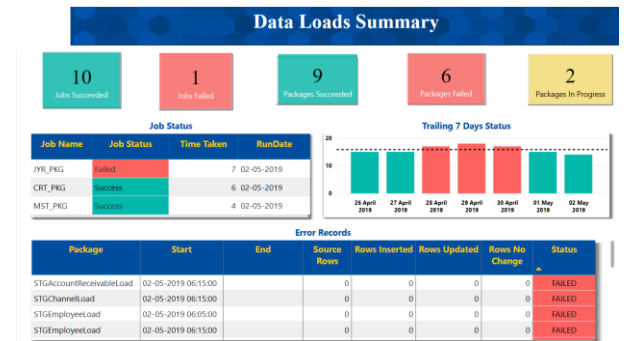 Data Loads Summary
10
Jobs Succeeded
1
Jobs Failed
9
Packages Succeeded
6
Packages Failed
2
Packages In Progress
Job Status
Job Name Job Status Time Taken RunDate
JYR_PKG Failed 7 02-05-2019
CRT_PKG Success 6 02-05-2019
MST_PKG Success 4 02-05-2019
Trailing 7 Days Status
20
10
0
26 April 27 April 28 April 29 April 30 April 01 May 02 May
2019 2019 2019 2019 2019 2019 2019
Error Records
Package Start End Source Rows Inserted Rows Updated Rows No Status
Rows Change
STGAccountReceivableLoad 02-05-2019 06:15:00 0 0 0 0 FAILED
STGChannelLoad 02-05-2019 06:15:00 0 0 0 0 FAILED
STGEmployeeLoad 02-05-2019 06:05:00 0 0 0 0 FAILED
STGEmployeeLoad 02-05-2019 06:15:00 0 0 0 0 FAILED